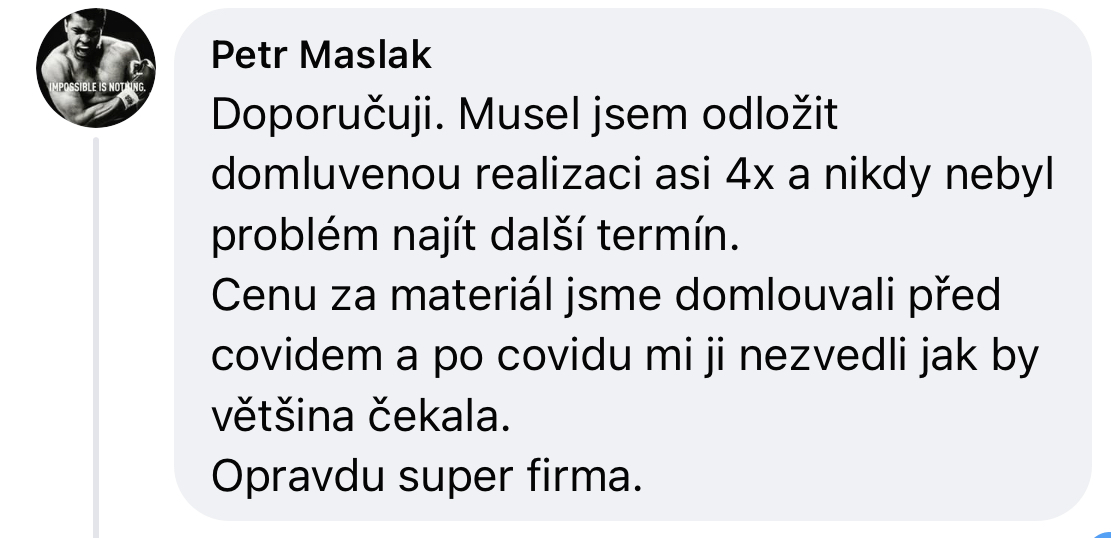 IMPOSSIBLE IS NOTHING.
Petr Maslak
Doporučuji. Musel jsem odložit
domluvenou realizaci asi 4x a nikdy nebyl
problém najít další termín.
Cenu za materiál jsme domlouvali před
covidem a po covidu mi ji nezvedli jak by
většina čekala.
Opravdu super firma.